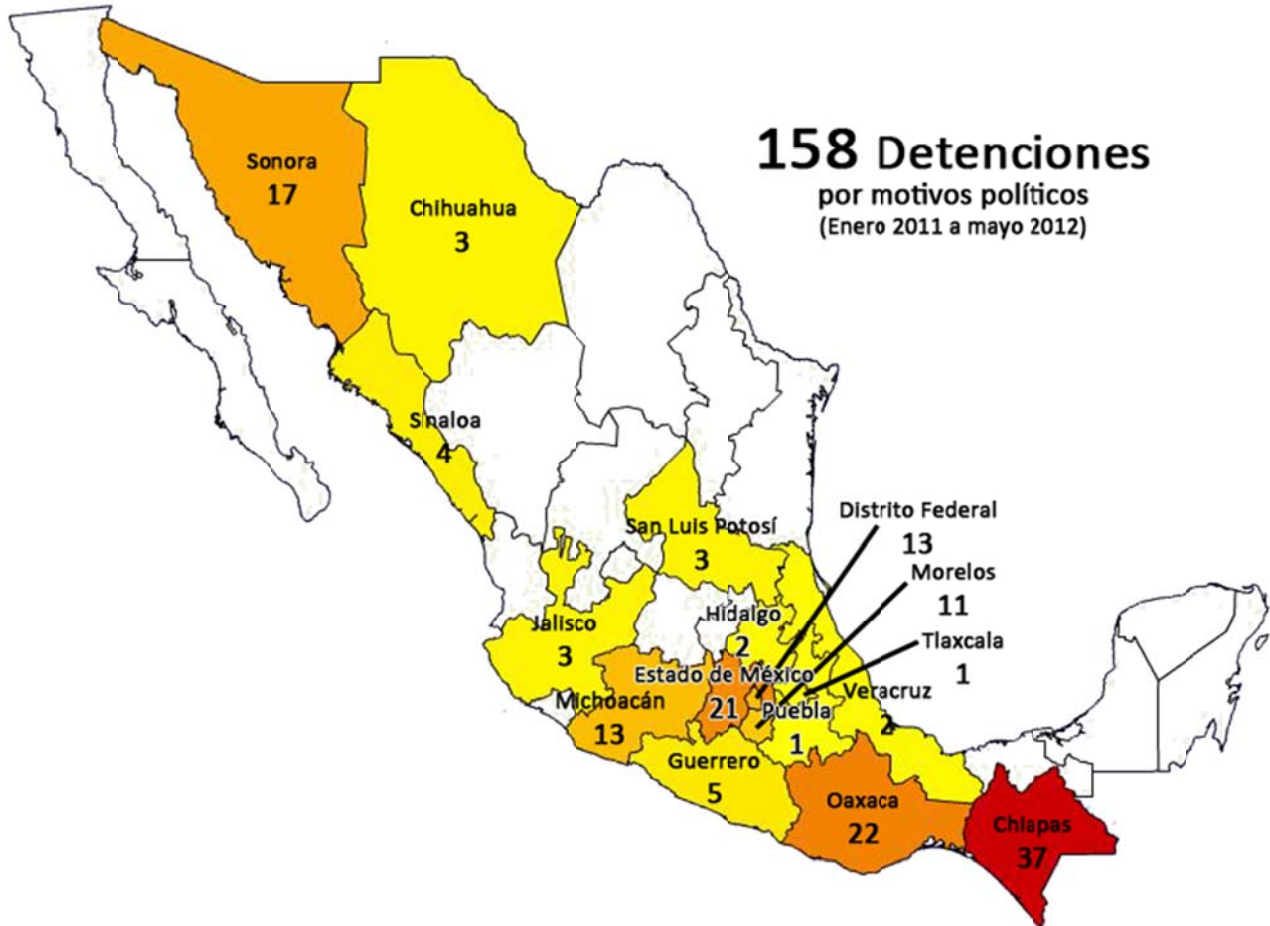 158 Detenciones
por motivos políticos
(Enero 2011 a mayo 2012)
Sonora
17
Chihuahua
3
Sinaloa
4
San Luis Potosí
3
Distrito Federal
13
Morelos
11
Tlaxcala
1
Hidalgo
2
Jalisco
3
Estado de México
21
Michoacán
13
Veracruz
2
Puebla
1
Guerrero
5
Oaxaca
22
Chiapas
37